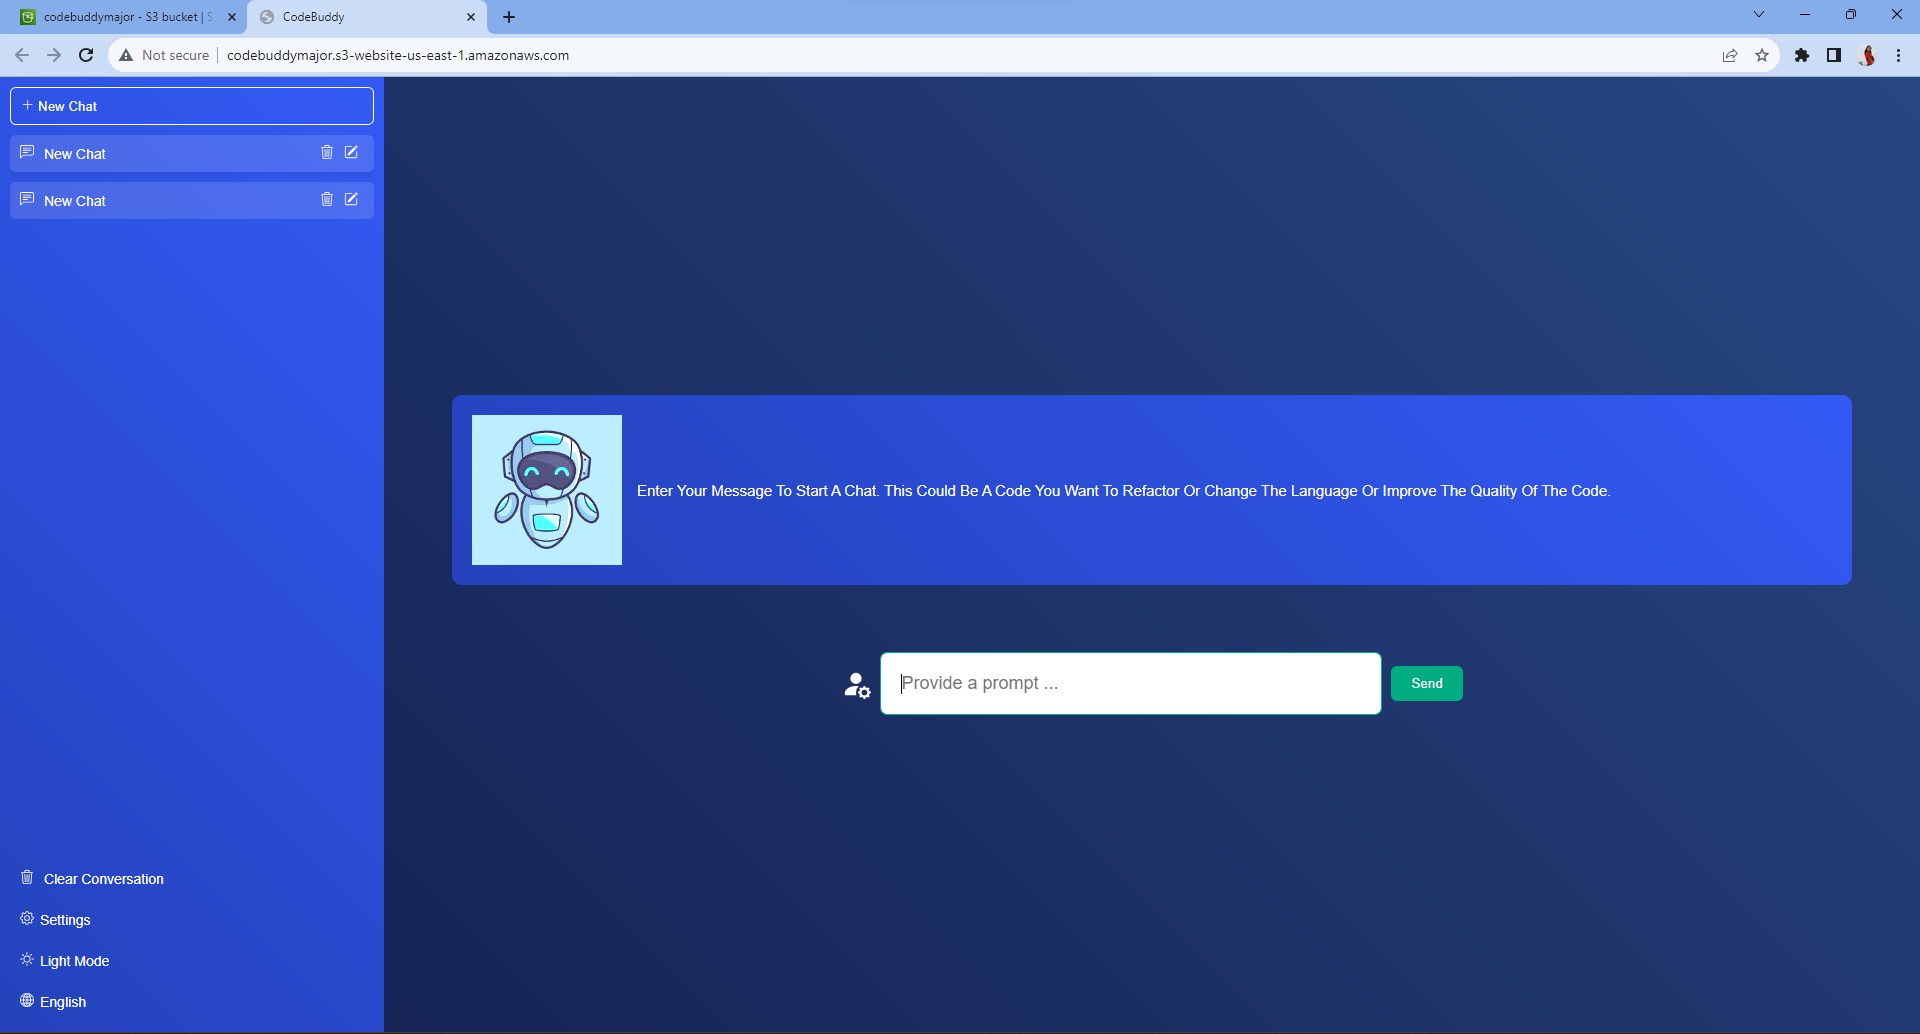 codebuddymajor - S3 bucket | S
CodeBuddy
Not secure
codebuddymajor.s3-website-us-east-1.amazonaws.com
+ New Chat
New Chat
New Chat
Enter Your Message To Start A Chat. This Could Be A Code You Want To Refactor Or Change The Language Or Improve The Quality Of The Code.
Provide a prompt ...
Send
Clear Conversation
Settings
Light Mode
English